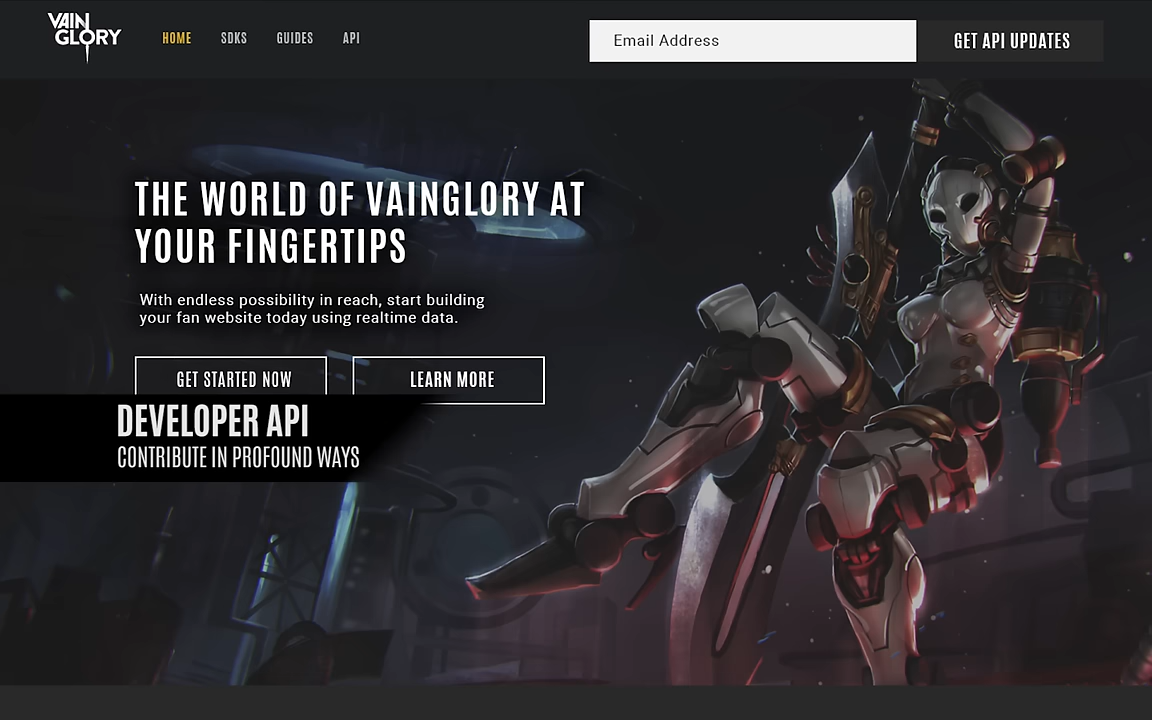 VAIN
GLORY
HOME SDKS GUIDES API
Email Address
GET API UPDATES
THE WORLD OF VAINGLORY AT
YOUR FINGERTIPS
With endless possibility in reach, start building
your fan website today using realtime data.
GET STARTED NOW
LEARN MORE
DEVELOPER API
CONTRIBUTE IN PROFOUND WAYS